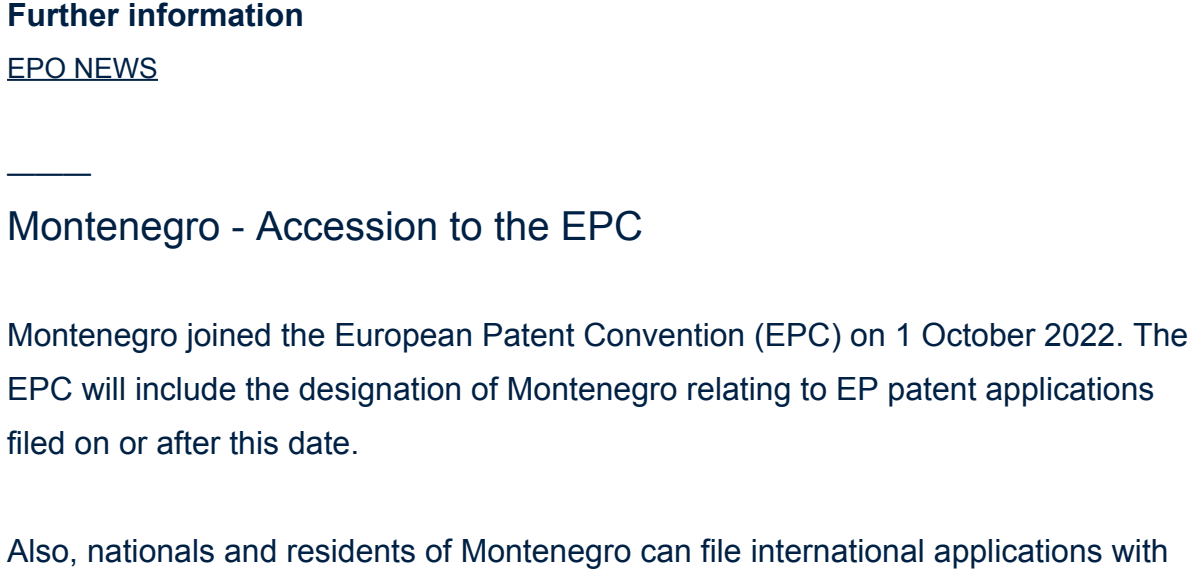 Further information
EPO NEWS
Montenegro - Accession to the EPC
Montenegro joined the European Patent Convention (EPC) on 1 October 2022. The
EPC will include the designation of Montenegro relating to EP patent applications
filed on or after this date.
Also, nationals and residents of Montenegro can file international applications with